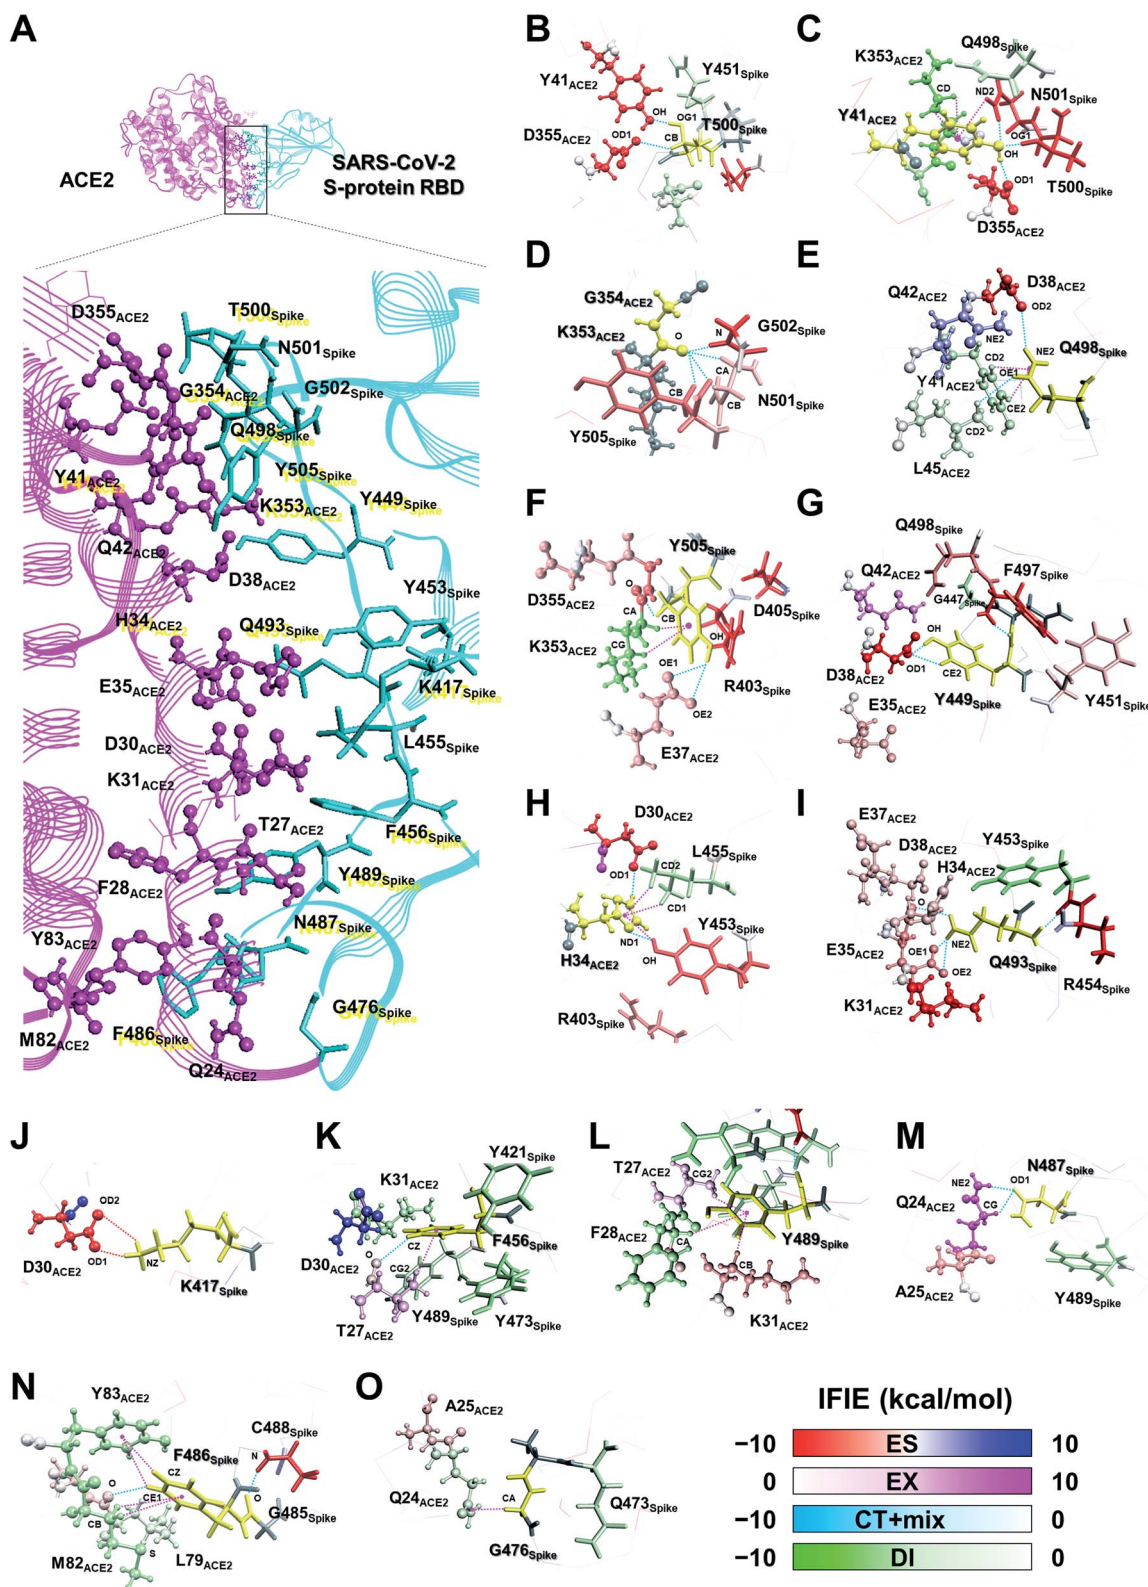 A
ACE2
SARS-CoV-2
S-protein RBD
D355ACE2
T500Spike
N501Spike
G354ACE2
G502Spike
Q498Spike
Y41ACE2
Y505Spike
K353ACE2
Y449Spike
Q42ACE2
D38ACE2
Y453Spike
H34ACE2
Q493Spike
E35ACE2
K417Spike
D30ACE2
L455Spike
K31ACE2
T27ACE2
F456Spike
F28ACE2
Y489Spike
N487Spike
Y83ACE2
G476Spike
M82ACE2
F486Spike
Q24ACE2
B
Y41ACE2
Y451Spike
OH
OG1
D355ACE2
OD1
CB
T500Spike
C
Q498Spike
K353ACE2
CD
ND2
N501Spike
Y41ACE2
OG1
OH
T500Spike
OD1
D355ACE2
D
G354ACE2
K353ACE2
O
N
G502Spike
CA
CB
CB
N501Spike
Y505Spike
E
D38ACE2
Q42ACE2
OD2
NE2
Q498Spike
CD2
NE2
OE1
Y41ACE2
CE2
CD2
L45ACE2
F
Y505Spike
O
D355ACE2
CA
CB
D405Spike
K353ACE2
OH
CG
OE1
R403Spike
OE2
E37ACE2
G
Q498Spike
Q42ACE2
F497Spike
G447Spike
OH
OD1
D38ACE2
CE2
E35ACE2
Y449Spike
Y451Spike
H
D30ACE2
L455Spike
OD1
CD2
CD1
Y453Spike
ND1
H34ACE2
OH
R403Spike
I
E37ACE2
D38ACE2
Y453Spike
H34ACE2
O
E35ACE2
OE1
NE2
OE2
Q493Spike
K31ACE2
R454Spike
J
OD2
D30ACE2
OD1
NZ
K417Spike
K
Y421Spike
K31ACE2
O
CZ
F456Spike
D30ACE2
CG2
Y489Spike
Y473Spike
T27ACE2
L
T27ACE2
CG2
F28ACE2
CA
Y489Spike
CB
K31ACE2
M
NE2
N487Spike
OD1
Q24ACE2
CG
A25ACE2
Y489Spike
N
Y83ACE2
C488Spike
F486Spike
N
CZ
O
CE1
O
CB
G485Spike
S
M82ACE2
L79ACE2
O
A25ACE2
Q24ACE2
CA
Q473Spike
G476Spike
IFIE (kcal/mol)
−10 ES 10
0 EX 10
−10 CT+mix 0
−10 DI 0